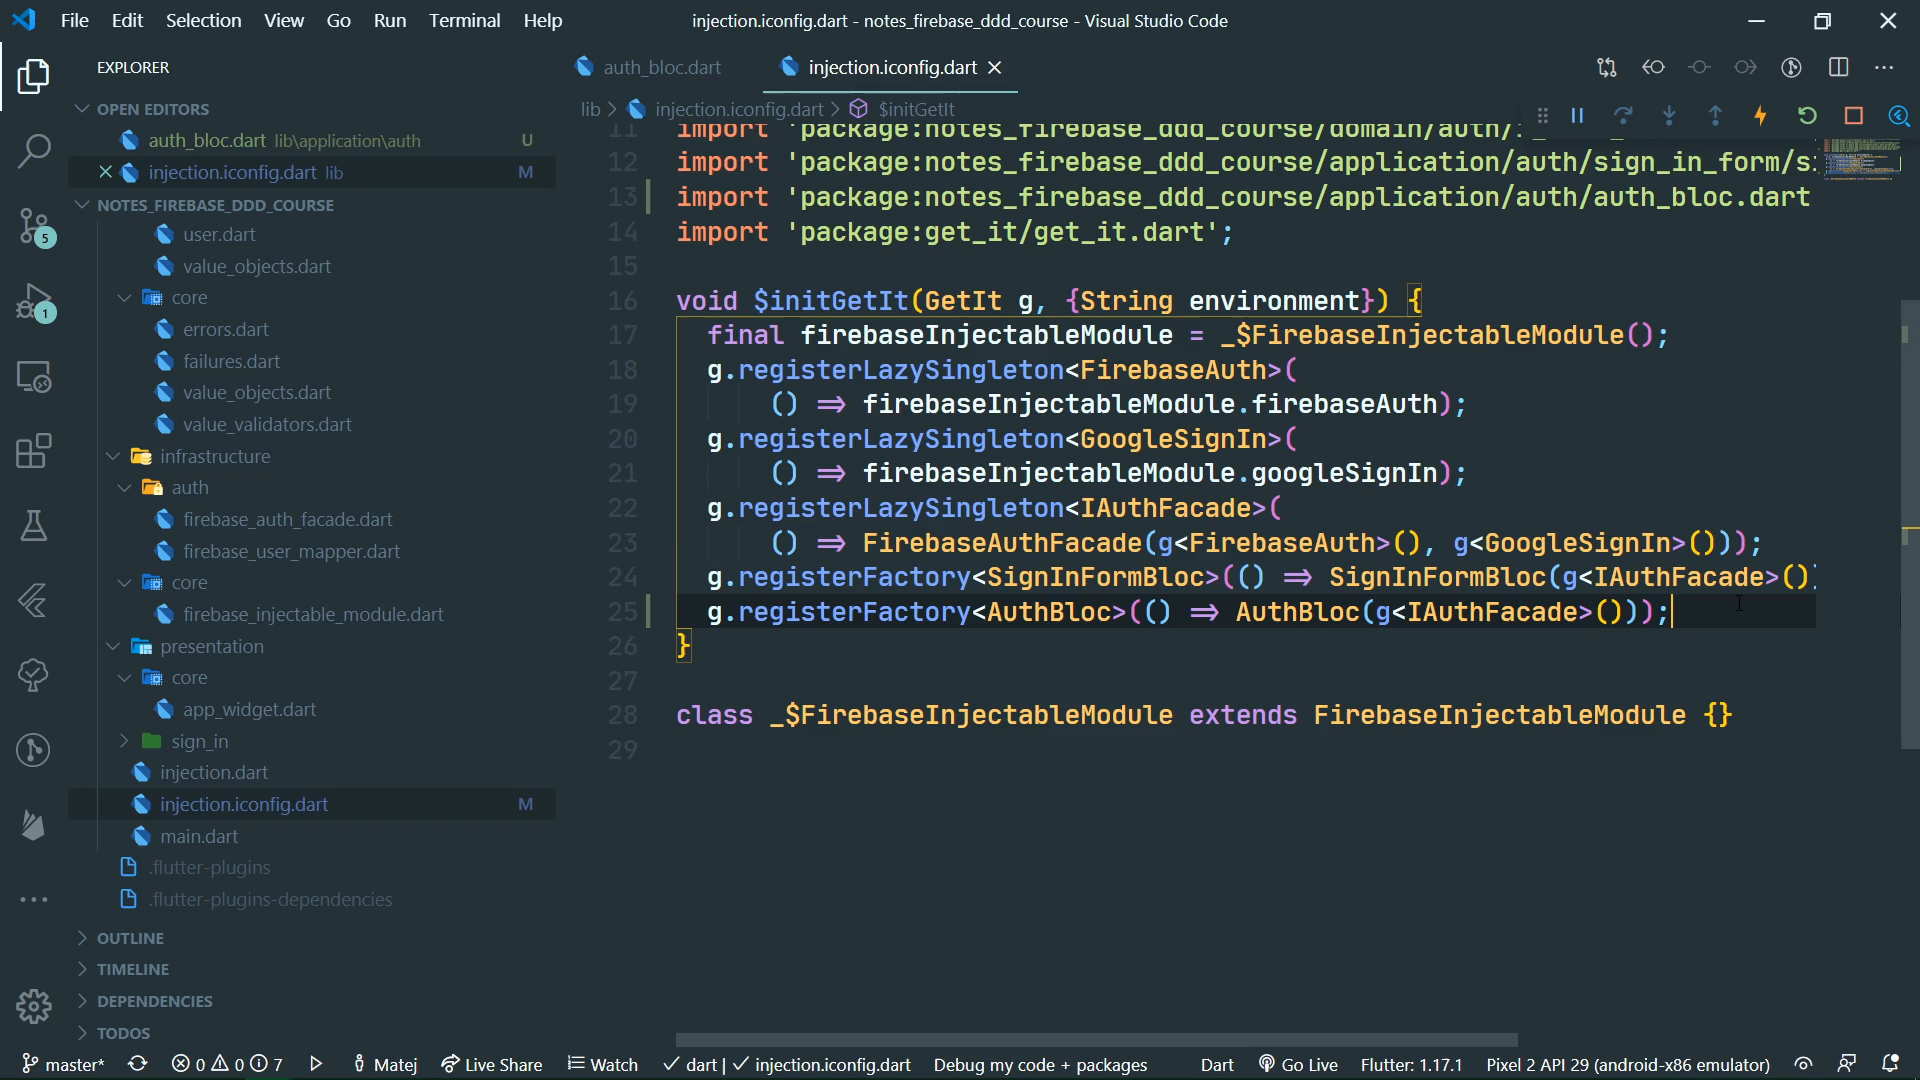 File Edit Selection View Go Run Terminal Help
injection.iconfig.dart - notes_firebase_ddd_course - Visual Studio Code
EXPLORER
OPEN EDITORS
auth_bloc.dart lib\application\auth U
injection.iconfig.dart lib M
NOTES_FIREBASE_DDD_COURSE
user.dart
value_objects.dart
core
errors.dart
failures.dart
value_objects.dart
value_validators.dart
infrastructure
auth
firebase_auth_facade.dart
firebase_user_mapper.dart
core
firebase_injectable_module.dart
presentation
core
app_widget.dart
sign_in
injection.dart
injection.iconfig.dart M
main.dart
.flutter-plugins
.flutter-plugins-dependencies
OUTLINE
TIMELINE
DEPENDENCIES
TODOS
5
1
auth_bloc.dart
injection.iconfig.dart
lib > injection.iconfig.dart > $initGetIt
11 import 'package:notes_firebase_ddd_course/domain/auth/
12 import 'package:notes_firebase_ddd_course/application/auth/sign_in_form/s
13 import 'package:notes_firebase_ddd_course/application/auth/auth_bloc.dart
14 import 'package:get_it/get_it.dart';
15
16 void $initGetIt(GetIt g, {String environment}) {
17 final firebaseInjectableModule = _$FirebaseInjectableModule();
18 g.registerLazySingleton<FirebaseAuth>(
19 () => firebaseInjectableModule.firebaseAuth);
20 g.registerLazySingleton<GoogleSignIn>(
21 () => firebaseInjectableModule.googleSignIn);
22 g.registerLazySingleton<IAuthFacade>(
23 () => FirebaseAuthFacade(g<FirebaseAuth>(), g<GoogleSignIn>()));
24 g.registerFactory<SignInFormBloc>(() => SignInFormBloc(g<IAuthFacade>()
25 g.registerFactory<AuthBloc>(() => AuthBloc(g<IAuthFacade>()));
26 }
27
28 class _$FirebaseInjectableModule extends FirebaseInjectableModule {}
29
master* 0 0 7 Matej Live Share Watch dart | injection.iconfig.dart Debug my code + packages Dart Go Live Flutter: 1.17.1 Pixel 2 API 29 (android-x86 emulator)